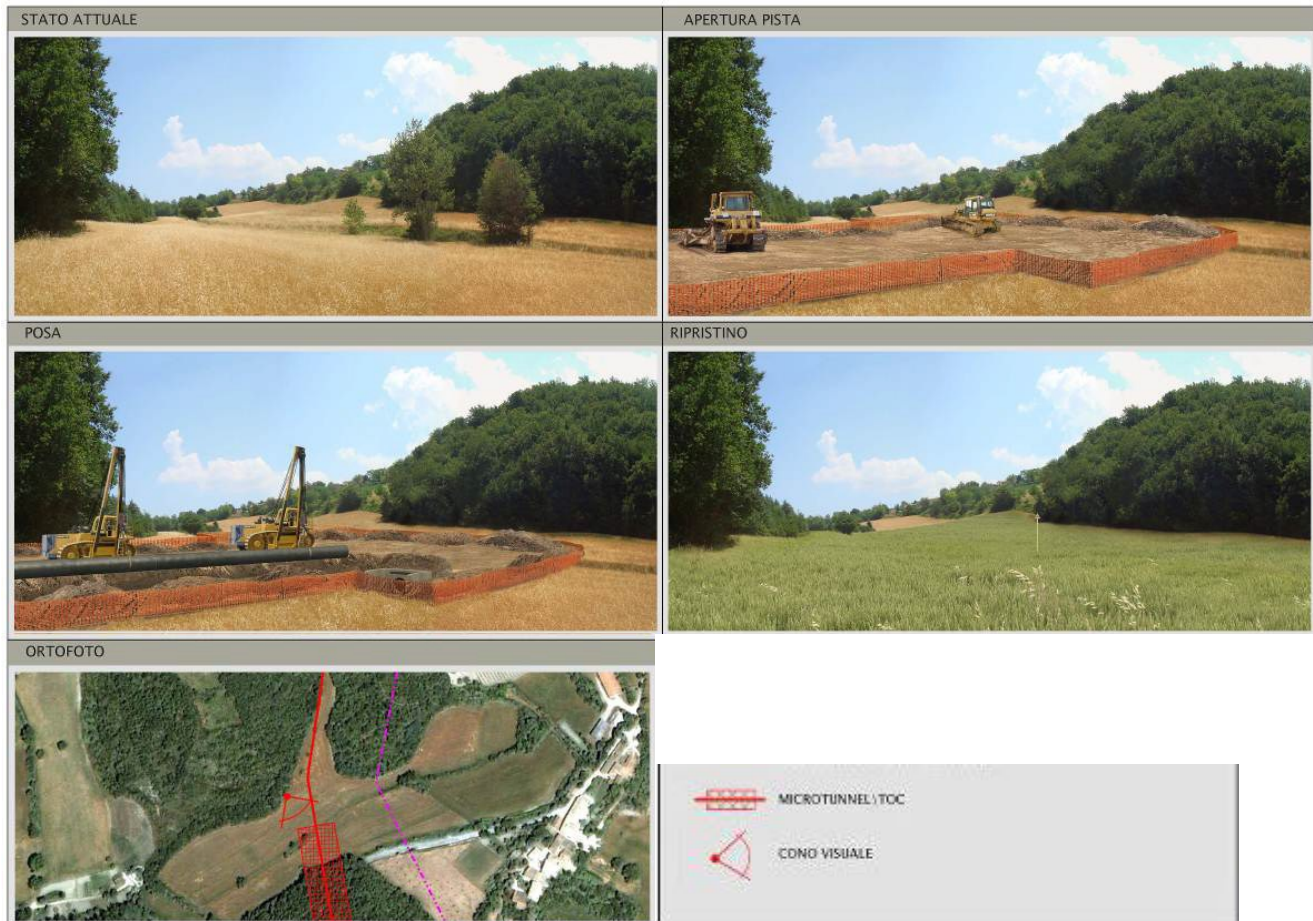 STATO ATTUALE
APERTURA PISTA
POSA
RIPRISTINO
ORTOFOTO
MICROTUNNEL \ TOC
CONO VISUALE